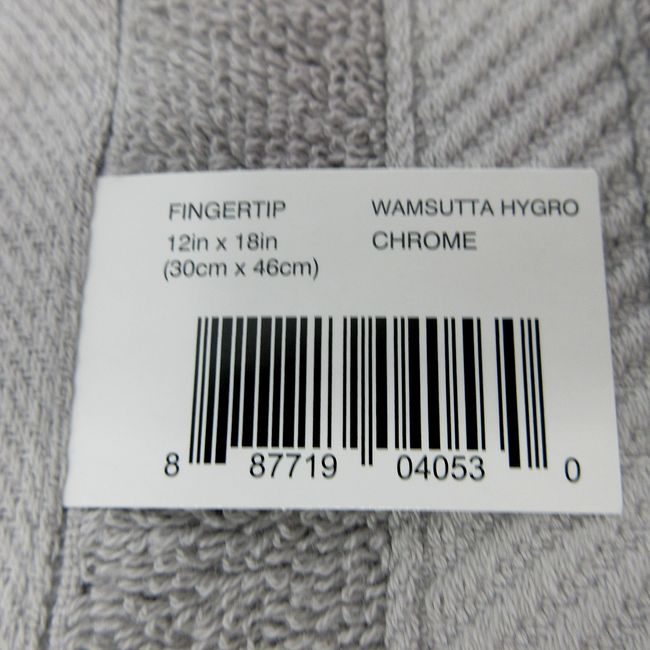 FINGERTIP
12in x 18in
(30cm x 46cm)
WAMSUTTA HYGRO
CHROME
8 87719 04053 0